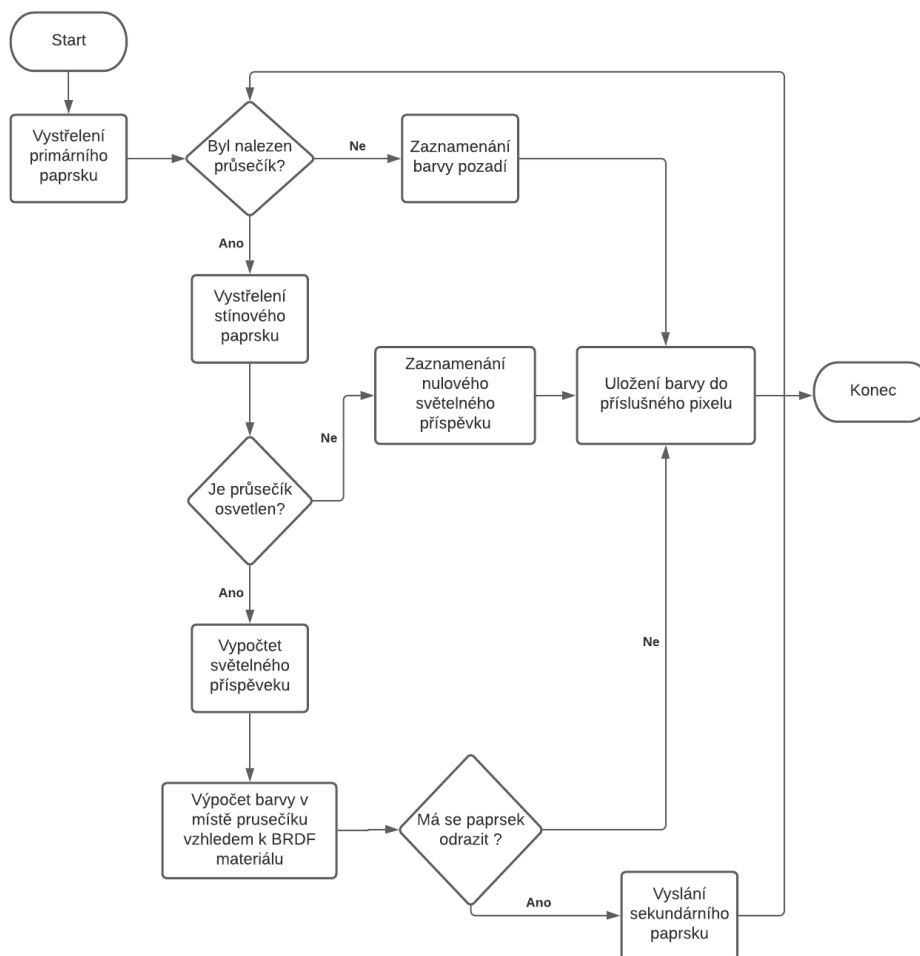 Start
Vystřelení
primárního
paprsku
Byl nalezen
průsečík?
Ne
Zaznamenání
barvy pozadí
Ano
Vystřelení
stínového
paprsku
Zaznamenání
nulového
světelného
příspěvku
Uložení barvy do
příslušného pixelu
Konec
Ne
Je průsečík
osvetlen?
Ano
Vypočtet
světelného
příspěveku
Ne
Výpočet barvy v
místě prusečíku
vzhledem k BRDF
materiálu
Má se paprsek
odrazit ?
Ano
Vyslání
sekundárního
paprsku